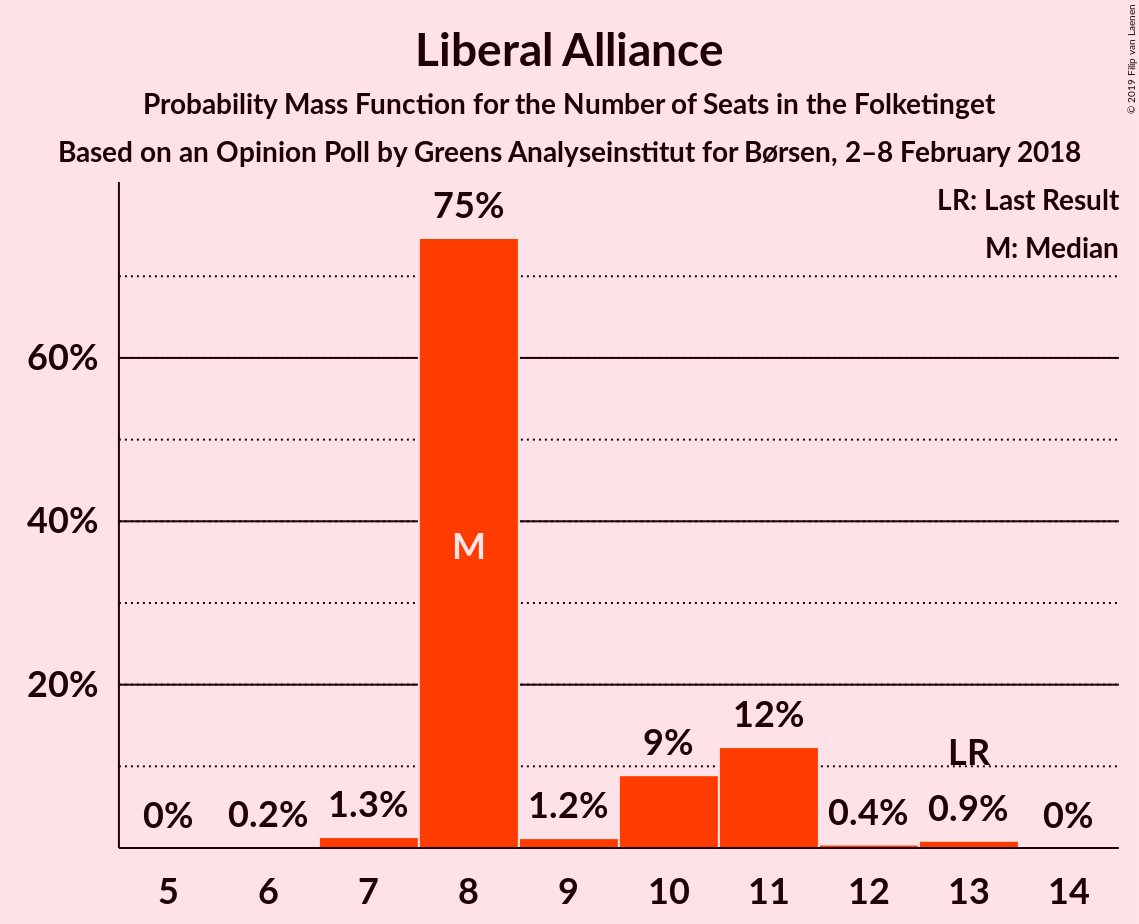 Liberal Alliance
Probability Mass Function for the Number of Seats in the Folketinget
Based on an Opinion Poll by Greens Analyseinstitut for Børsen, 2–8 February 2018
© 2019 Filip van Laenen
LR: Last Result
M: Median
60%
40%
20%
0%
0.2%
1.3%
75%
M
1.2%
9%
12%
0.4%
LR
0.9%
0%
5 6 7 8 9 10 11 12 13 14